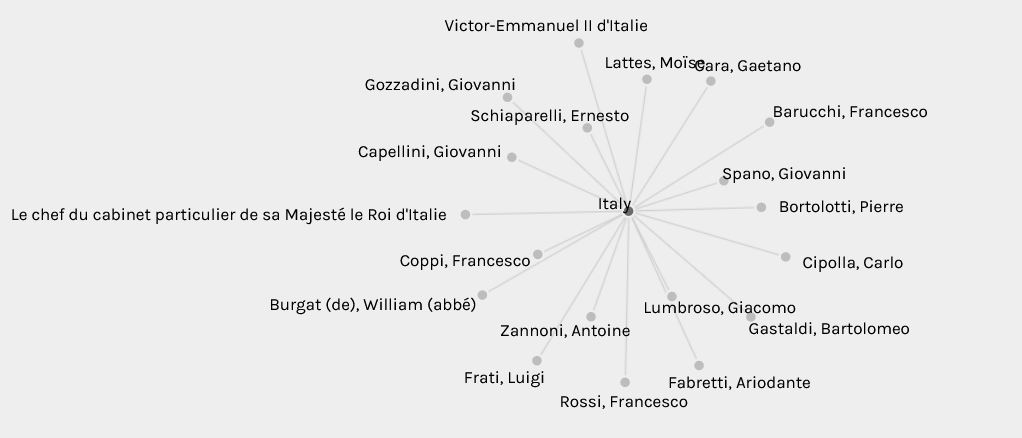 Victor-Emmanuel II d'Italie
Lattes, Moïse
Cara, Gaetano
Gozzadini, Giovanni
Schiaparelli, Ernesto
Barucchi, Francesco
Capellini, Giovanni
Spano, Giovanni
Italy
Bortolotti, Pierre
Le chef du cabinet particulier de sa Majesté le Roi d'Italie
Coppi, Francesco
Cipolla, Carlo
Burgat (de), William (abbé)
Lumbroso, Giacomo
Zannoni, Antoine
Gastaldi, Bartolomeo
Frati, Luigi
Fabretti, Ariodante
Rossi, Francesco